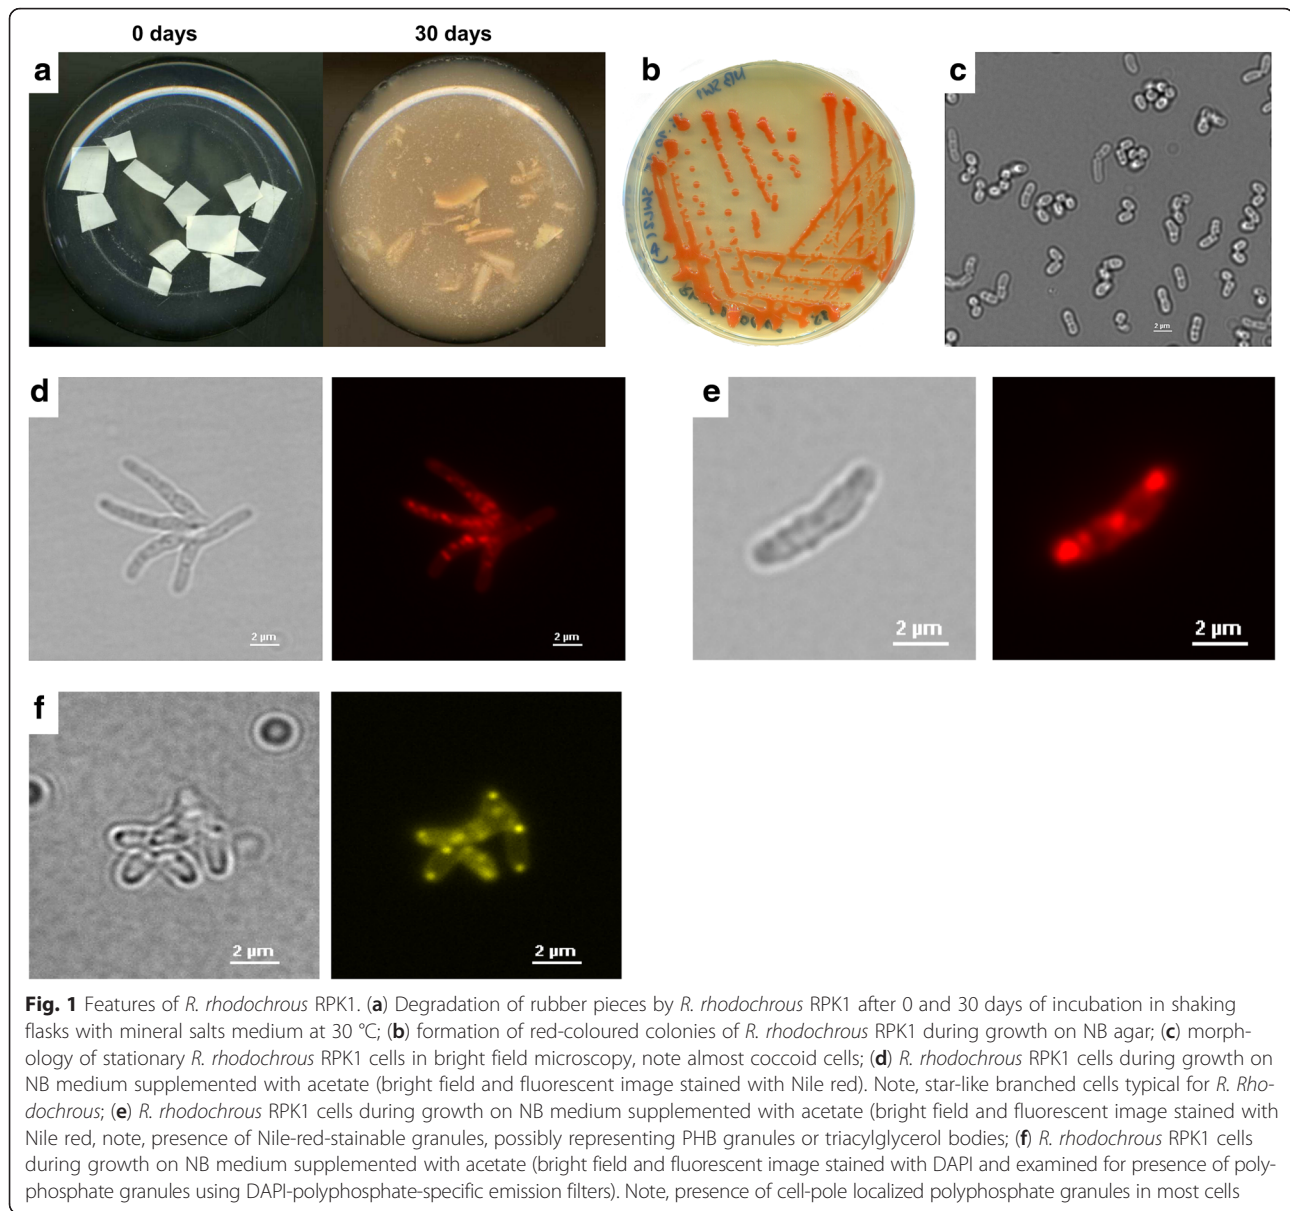 0 days
30 days
a
b
c
2 µm
d
2 µm
2 µm
e
2 µm
2 µm
f
2 µm
2 µm
Fig. 1 Features of R. rhodochrous RPK1. (a) Degradation of rubber pieces by R. rhodochrous RPK1 after 0 and 30 days of incubation in shaking
flasks with mineral salts medium at 30 °C; (b) formation of red-coloured colonies of R. rhodochrous RPK1 during growth on NB agar; (c) morph-
ology of stationary R. rhodochrous RPK1 cells in bright field microscopy, note almost coccoid cells; (d) R. rhodochrous RPK1 cells during growth on
NB medium supplemented with acetate (bright field and fluorescent image stained with Nile red). Note, star-like branched cells typical for R. Rho-
dochrous; (e) R. rhodochrous RPK1 cells during growth on NB medium supplemented with acetate (bright field and fluorescent image stained with
Nile red, note, presence of Nile-red-stainable granules, possibly representing PHB granules or triacylglycerol bodies; (f) R. rhodochrous RPK1 cells
during growth on NB medium supplemented with acetate (bright field and fluorescent image stained with DAPI and examined for presence of poly-
phosphate granules using DAPI-polyphosphate-specific emission filters). Note, presence of cell-pole localized polyphosphate granules in most cells